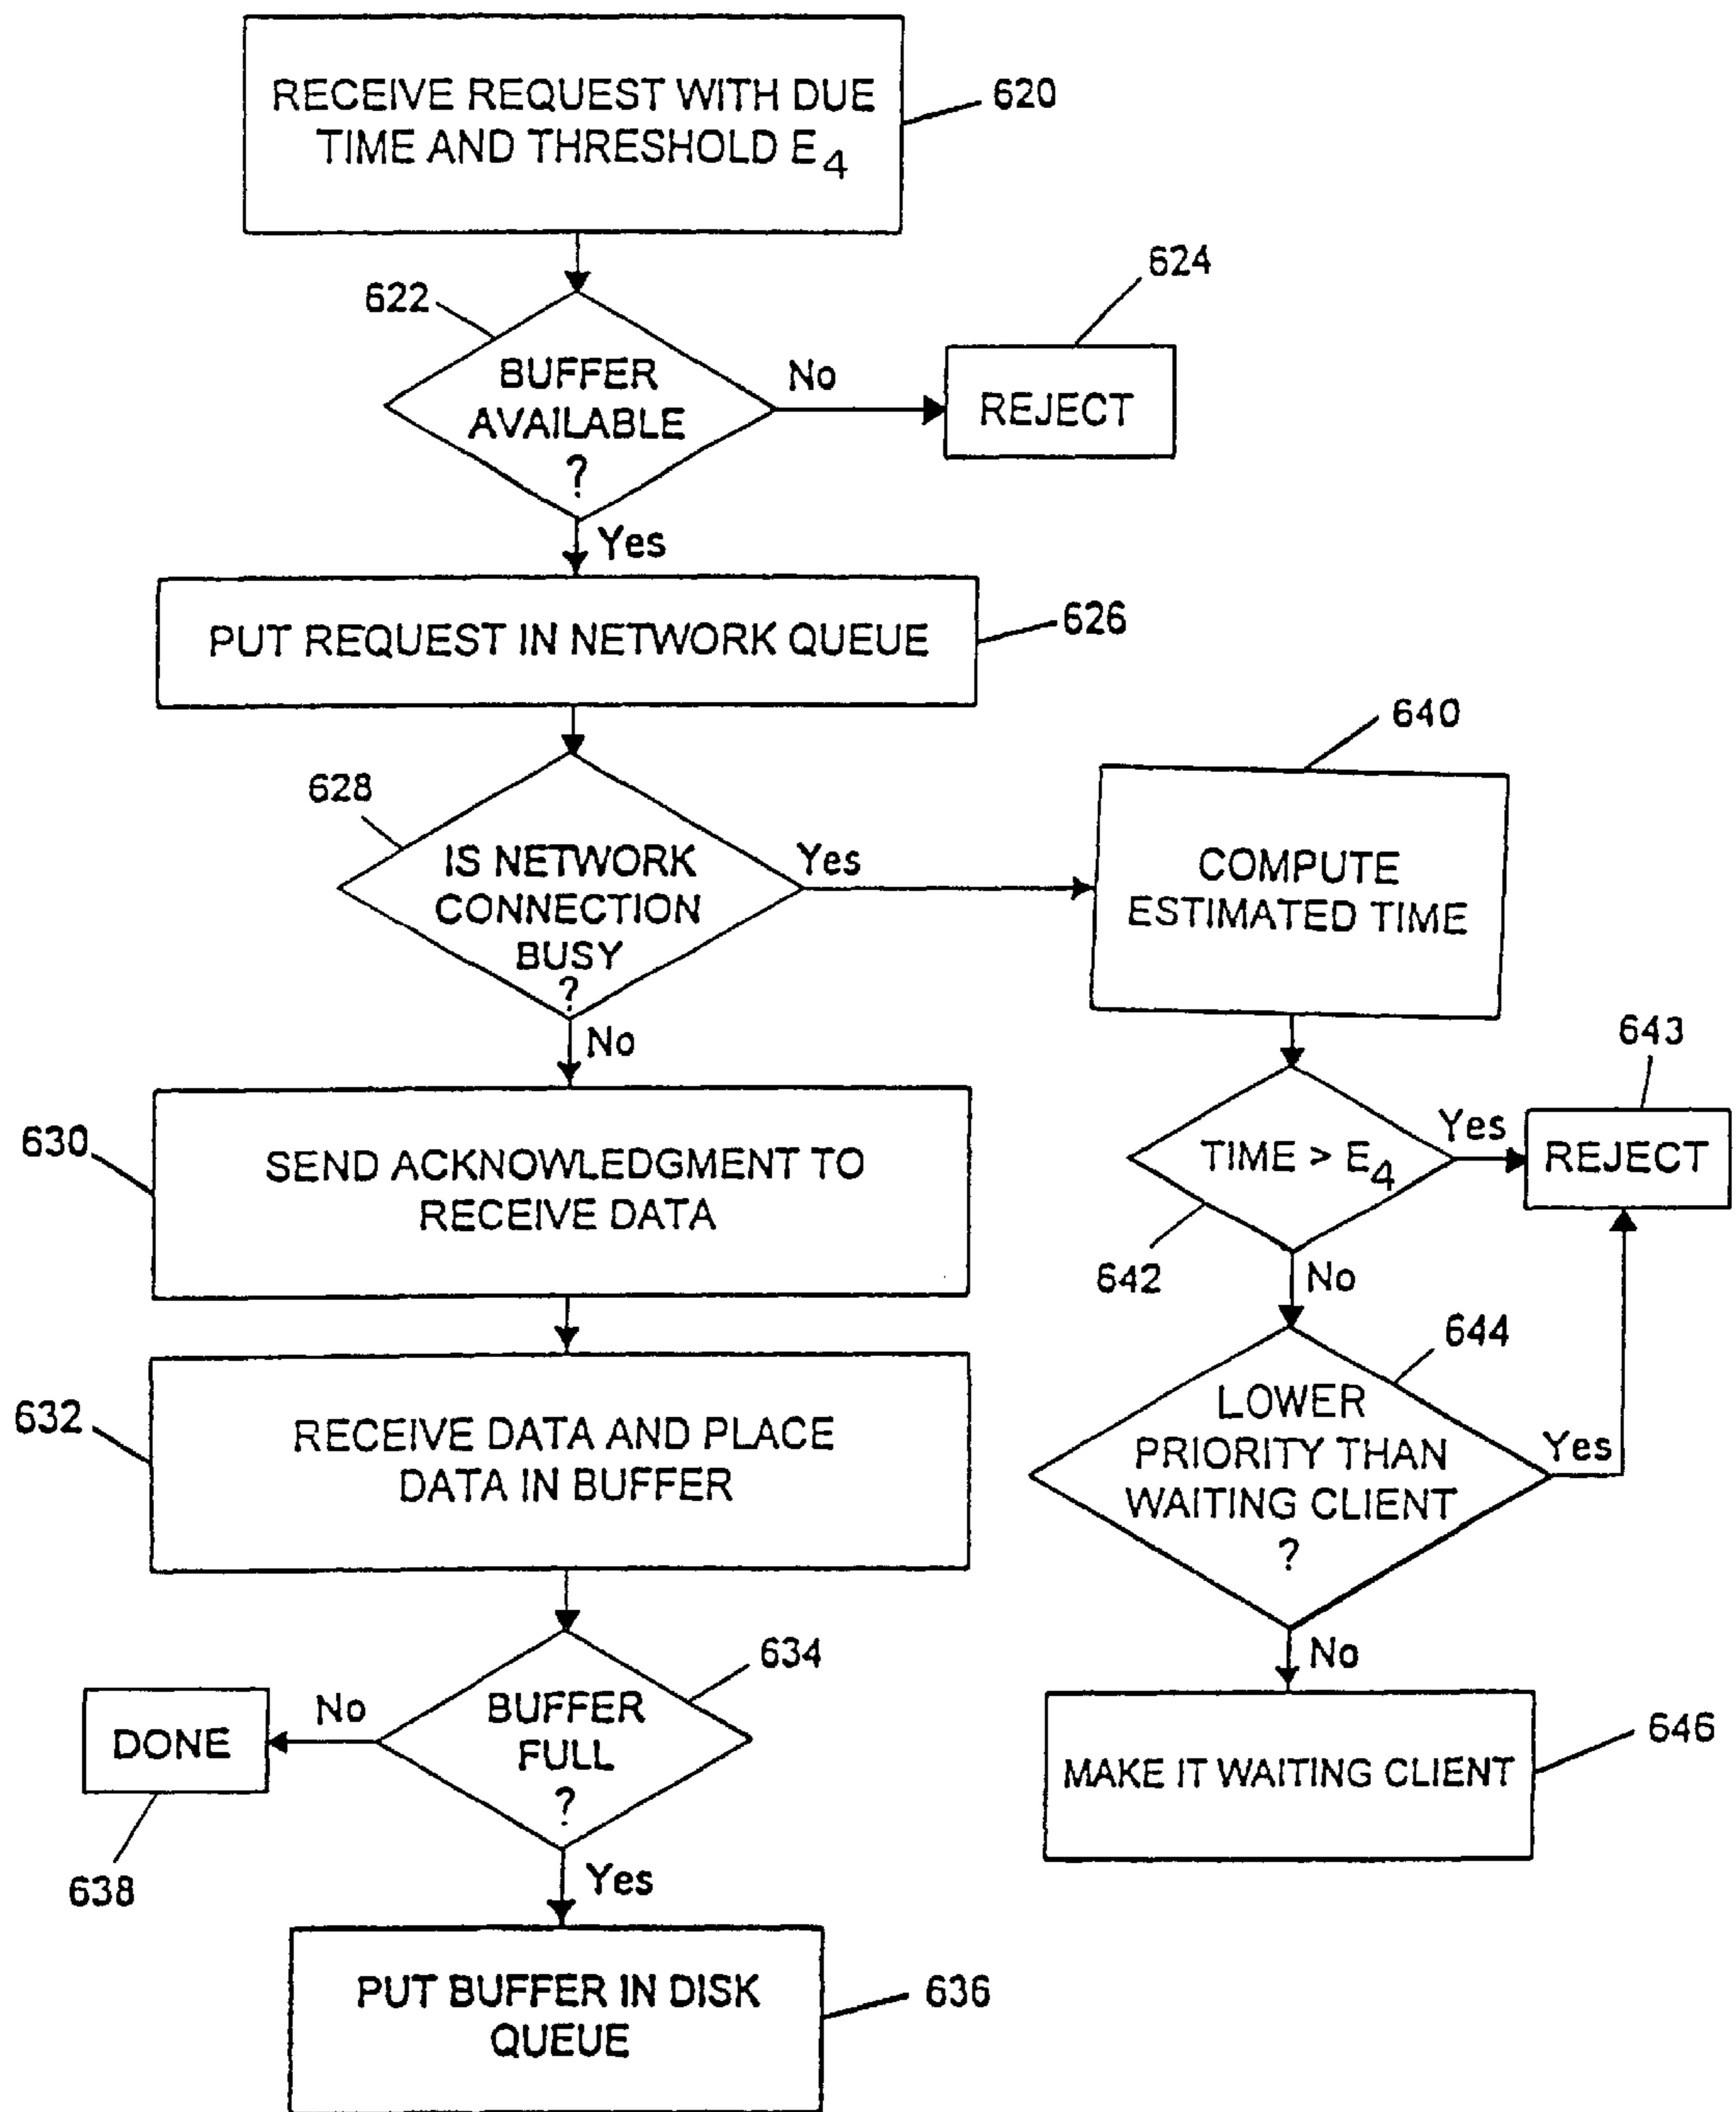 RECEIVE REQUEST WITH DUE
TIME AND THRESHOLD E4
620
622
BUFFER
AVAILABLE
?
No
624
REJECT
Yes
PUT REQUEST IN NETWORK QUEUE
626
628
IS NETWORK
CONNECTION
BUSY
?
Yes
640
COMPUTE
ESTIMATED TIME
No
630
SEND ACKNOWLEDGMENT TO
RECEIVE DATA
TIME > E4
Yes
643
REJECT
642
No
632
RECEIVE DATA AND PLACE
DATA IN BUFFER
644
LOWER
PRIORITY THAN
WAITING CLIENT
?
Yes
No
634
BUFFER
FULL
?
No
DONE
638
MAKE IT WAITING CLIENT
646
Yes
PUT BUFFER IN DISK
QUEUE
636